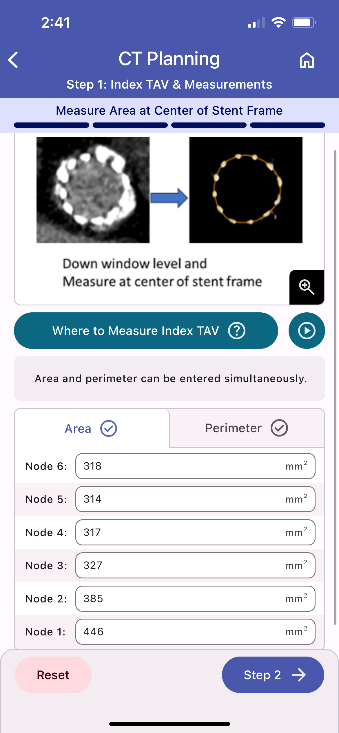 2:41
CT Planning
Step 1: Index TAV & Measurements
Measure Area at Center of Stent Frame
Down window level and
Measure at center of stent frame
Where to Measure Index TAV ?
Area and perimeter can be entered simultaneously.
Area
Perimeter
Node 6: 318 mm²
Node 5: 314 mm²
Node 4: 317 mm²
Node 3: 327 mm²
Node 2: 385 mm²
Node 1: 446 mm²
Reset
Step 2 →